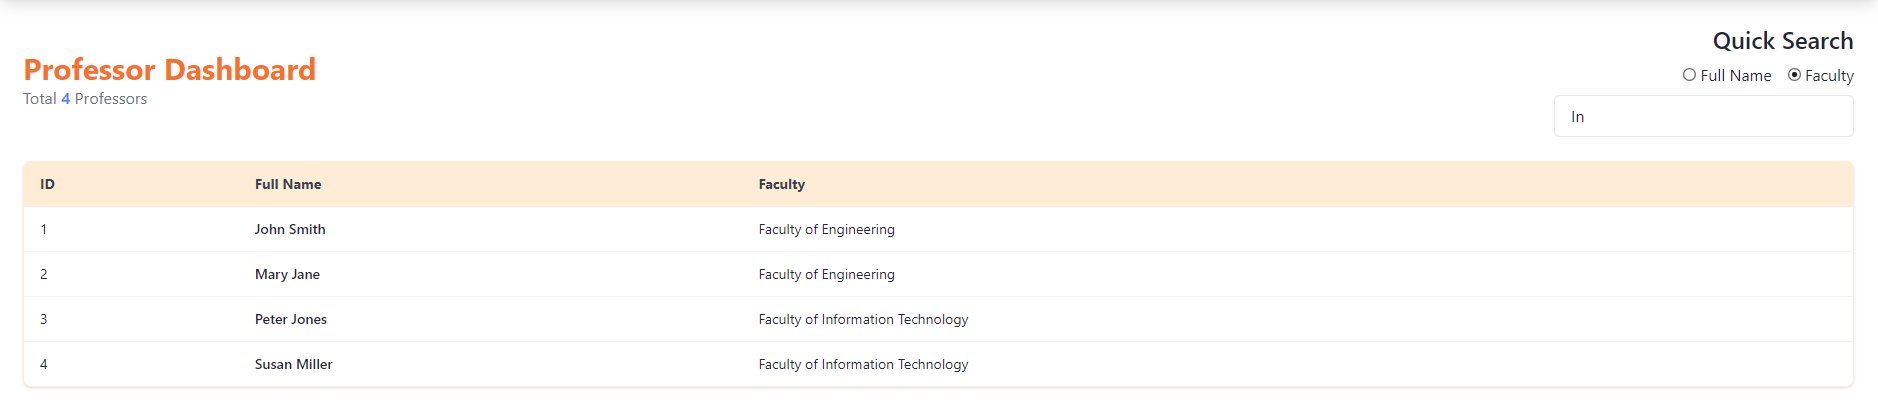 Professor Dashboard
Total 4 Professors
Quick Search
Full Name Faculty
In
ID Full Name Faculty
1 John Smith Faculty of Engineering
2 Mary Jane Faculty of Engineering
3 Peter Jones Faculty of Information Technology
4 Susan Miller Faculty of Information Technology